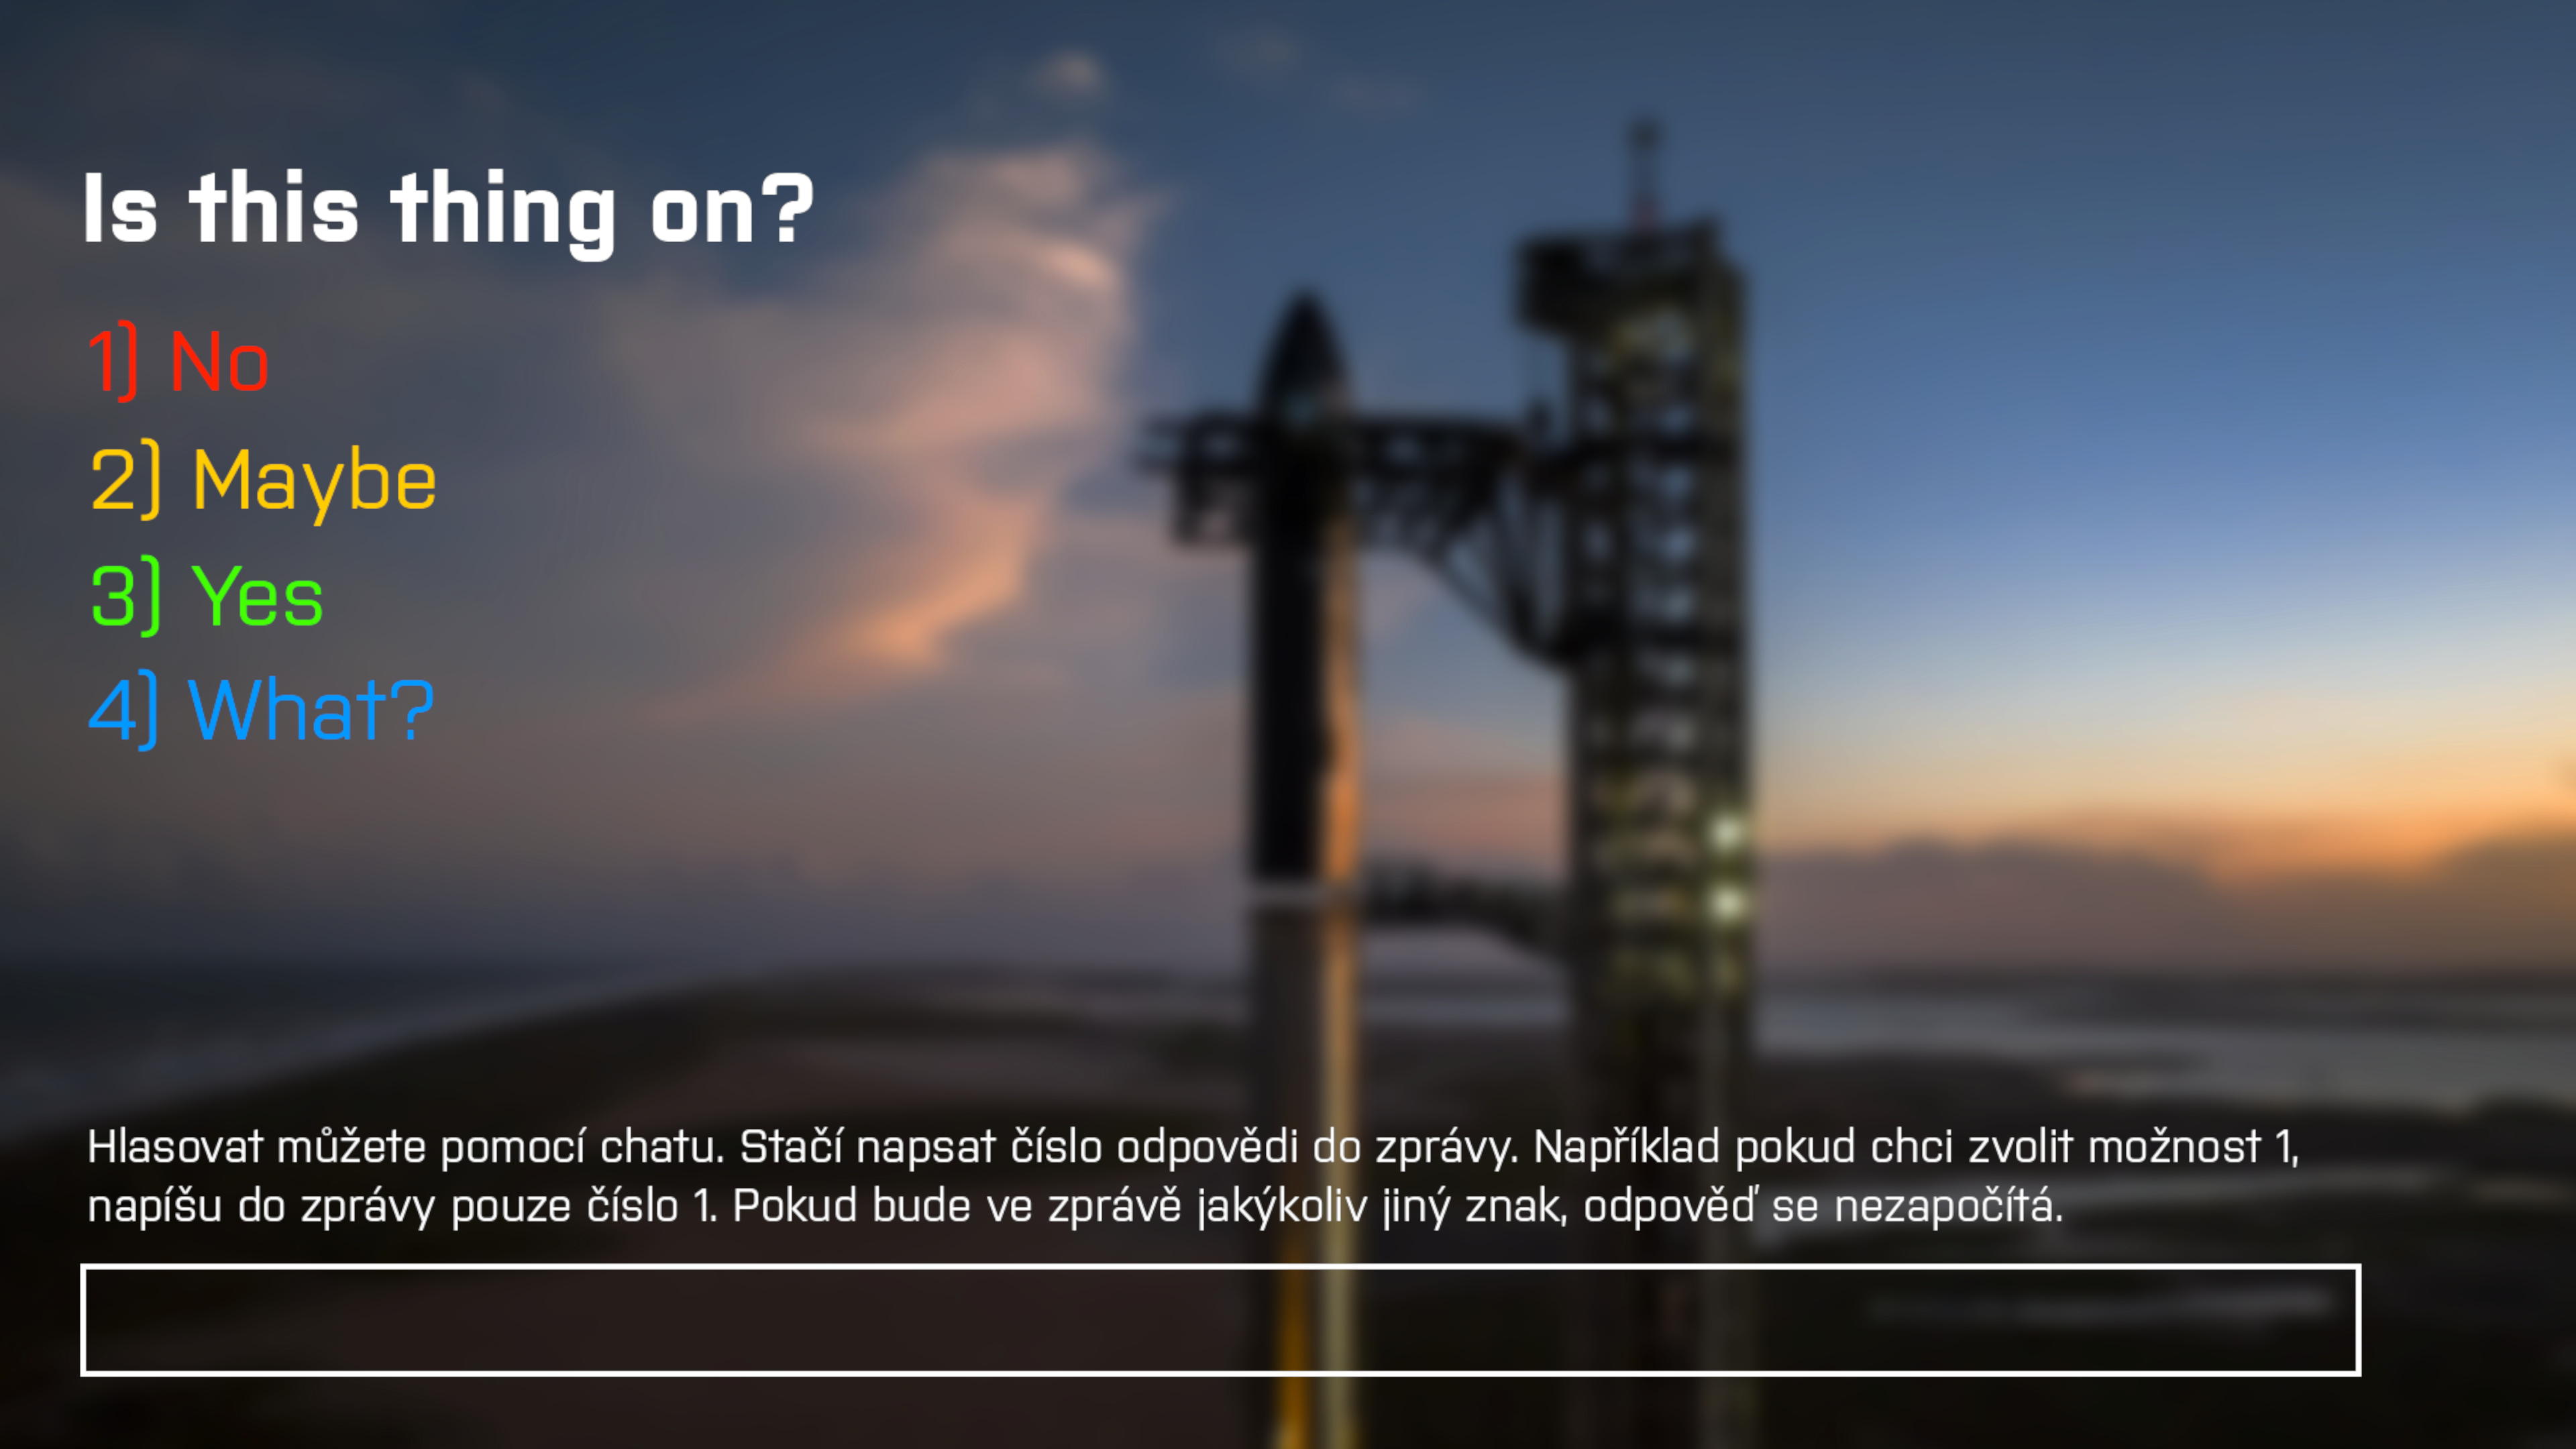 Is this thing on?
1) No
2) Maybe
3) Yes
4) What?
Hlasovat můžete pomocí chatu. Stačí napsat číslo odpovědi do zprávy. Například pokud chci zvolit možnost 1,
napíšu do zprávy pouze číslo 1. Pokud bude ve zprávě jakýkoliv jiný znak, odpověď se nezapočítá.